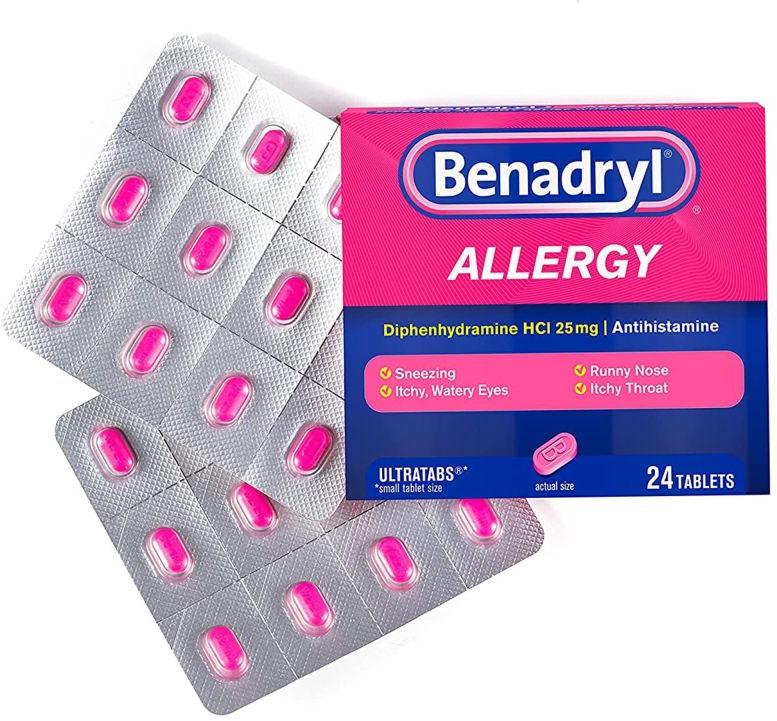 Benadryl®
®
ALLERGY
Diphenhydramine HCl 25mg | Antihistamine
Sneezing
Runny Nose
Itchy, Watery Eyes
Itchy Throat
ULTRATABS®*
*small tablet size
B
actual size
24 TABLETS